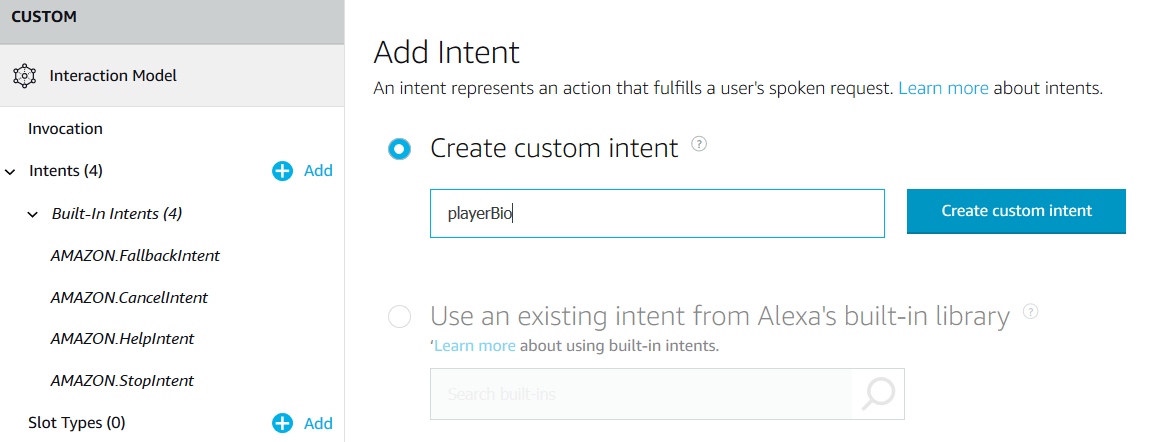 CUSTOM
Interaction Model
Invocation
Intents (4)
Add
Built-In Intents (4)
AMAZON.FallbackIntent
AMAZON.CancelIntent
AMAZON.HelpIntent
AMAZON.StopIntent
Slot Types (0)
Add
Add Intent
An intent represents an action that fulfills a user's spoken request. Learn more about intents.
Create custom intent ?
playerBio
Create custom intent
Use an existing intent from Alexa's built-in library ?
‘Learn more about using built-in intents.
Search built-ins